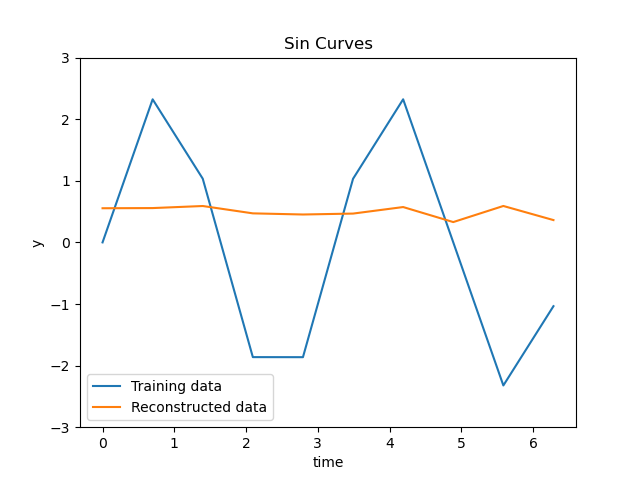 Sin Curves
3
2
1
0
−1
−2
−3
y
Training data
Reconstructed data
0 1 2 3 4 5 6
time